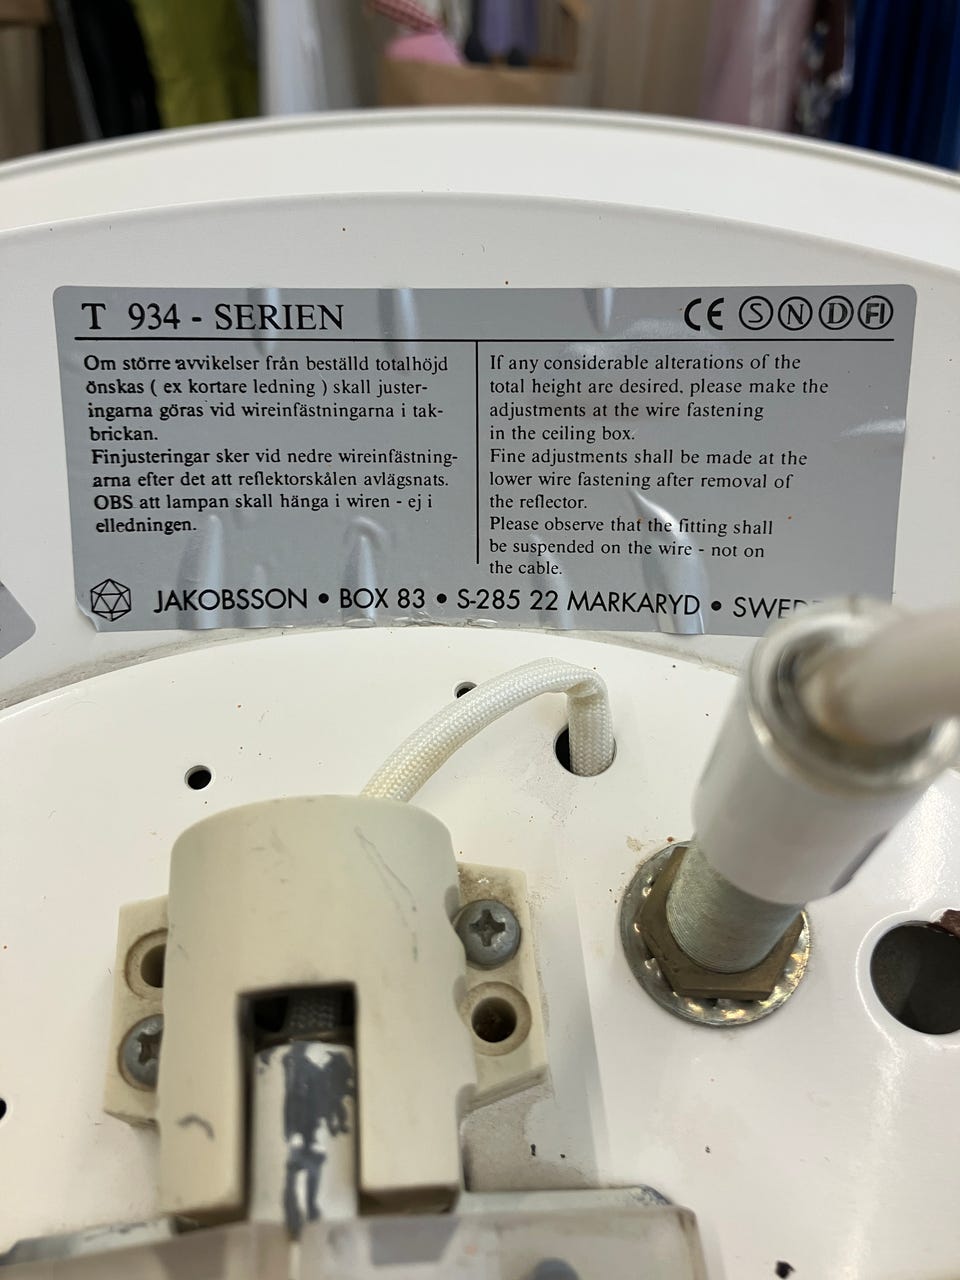 T 934 - SERIEN
CE S N D FI
Om större avvikelser från beställd totalhöjd
önskas ( ex kortare ledning ) skall juster-
ingarna göras vid wireinfästningarna i tak-
brickan.
Finjusteringar sker vid nedre wireinfästning-
arna efter det att reflektorskålen avlägsnats.
OBS att lampan skall hänga i wiren - ej i
elledningen.
If any considerable alterations of the
total height are desired, please make the
adjustments at the wire fastening
in the ceiling box.
Fine adjustments shall be made at the
lower wire fastening after removal of
the reflector.
Please observe that the fitting shall
be suspended on the wire - not on
the cable.
JAKOBSSON • BOX 83 • S-285 22 MARKARYD •